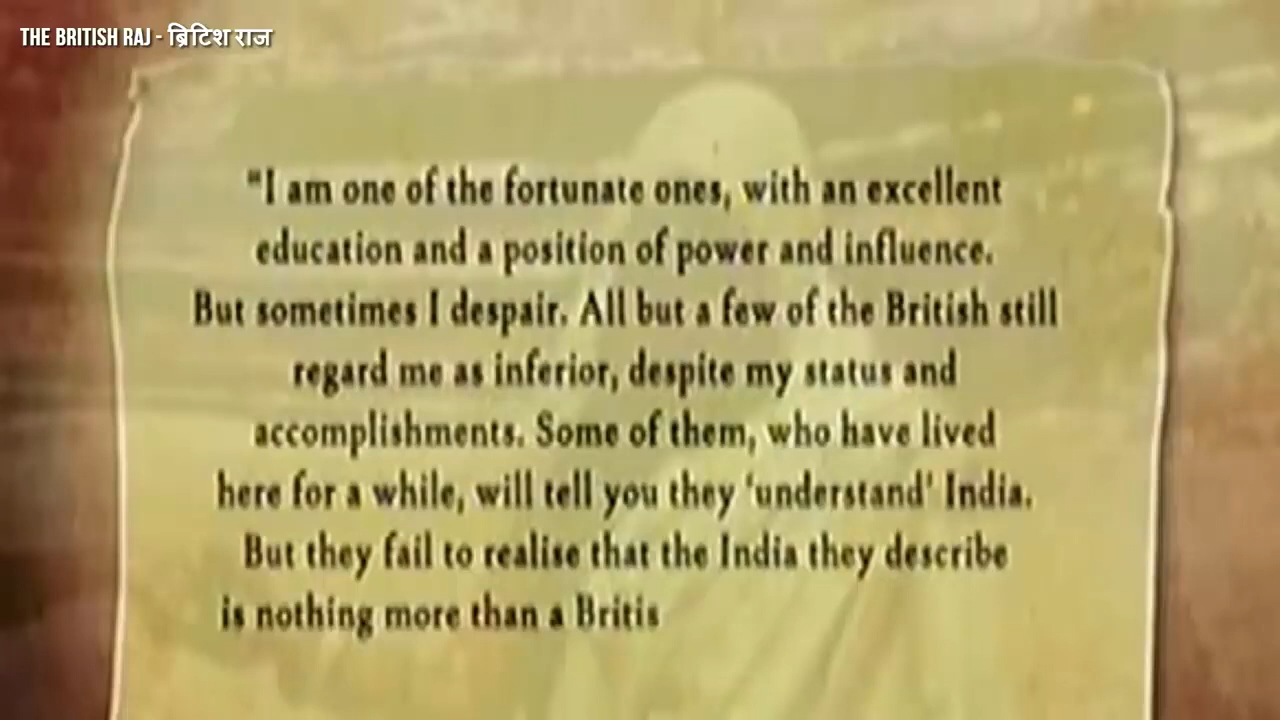 THE BRITISH RAJ - ब्रिटिश राज
"I am one of the fortunate ones, with an excellent
education and a position of power and influence.
But sometimes I despair. All but a few of the British still
regard me as inferior, despite my status and
accomplishments. Some of them, who have lived
here for a while, will tell you they 'understand' India.
But they fail to realise that the India they describe
is nothing more than a Britis